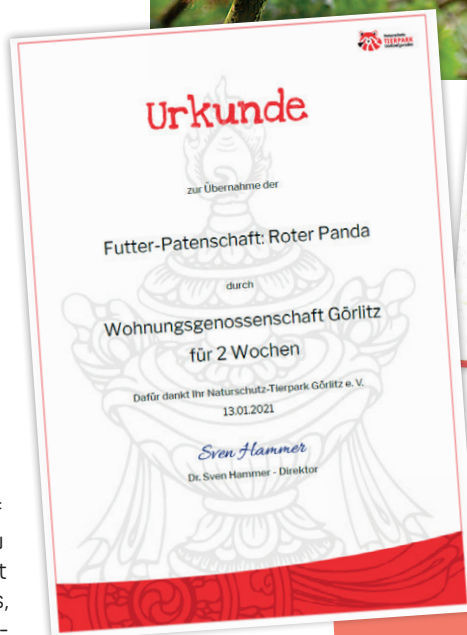 TIERPARK
Urkunde
zur Übernahme der
Futter-Patenschaft: Roter Panda
durch
Wohnungsgenossenschaft Görlitz
für 2 Wochen
Dafür dankt Ihr Naturschutz-Tierpark Görlitz e. V.
13.01.2021
Sven Hammer
Dr. Sven Hammer - Direktor